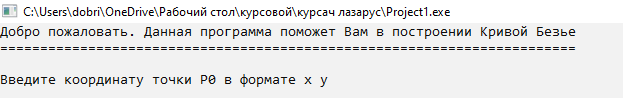 C:\Users\dobri\OneDrive\Рабочий стол\курсовой\курсач лазарус\Project1.exe
Добро пожаловать. Данная программа поможет Вам в построении Кривой Безье
========================================================================
Введите координату точки P0 в формате x y